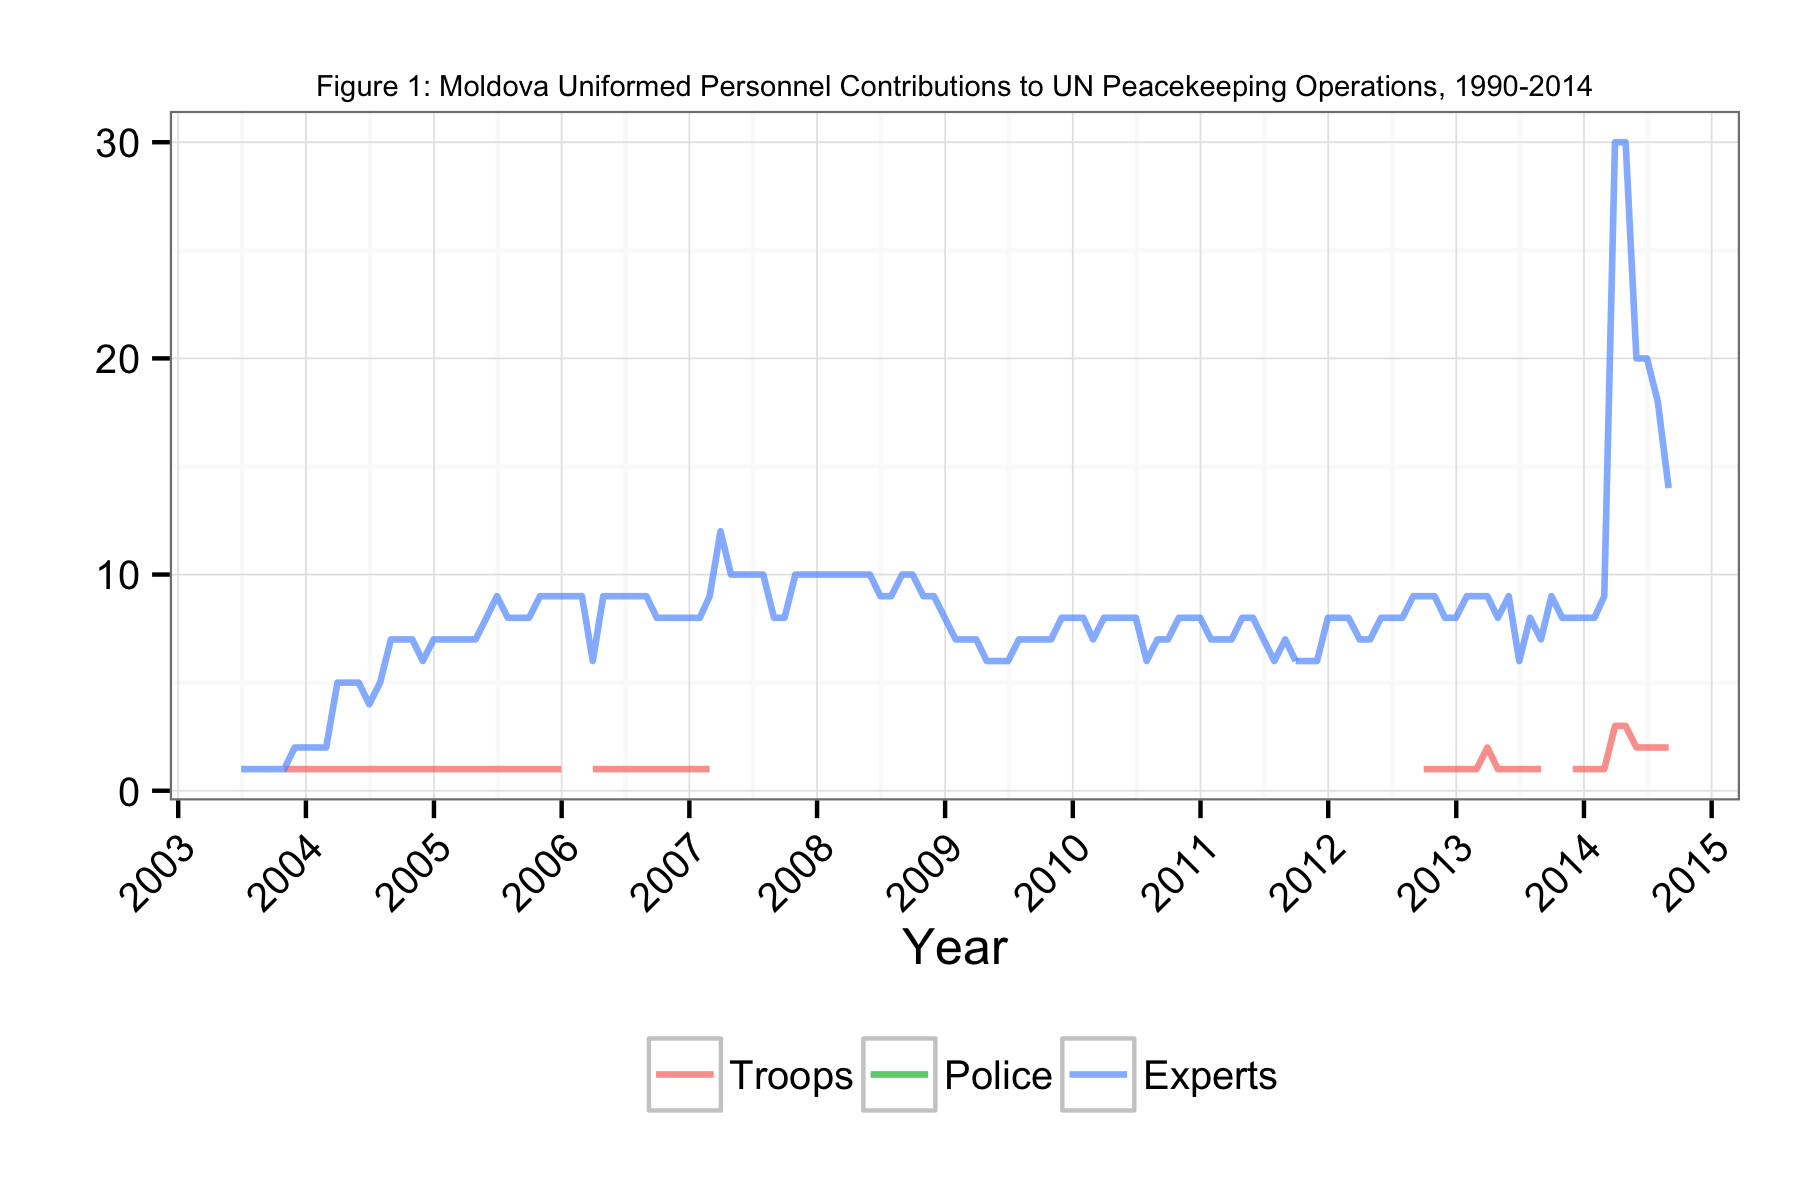 Figure 1: Moldova Uniformed Personnel Contributions to UN Peacekeeping Operations, 1990-2014
30
20
10
0
2003 2004 2005 2006 2007 2008 2009 2010 2011 2012 2013 2014 2015
Year
Troops Police Experts